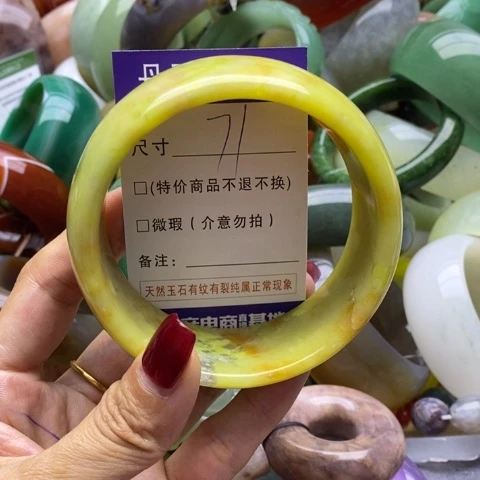 尺寸 71
□(特价商品不退不换)
□微瑕（介意勿拍）
备注：
天然玉石有纹有裂纯属正常现象